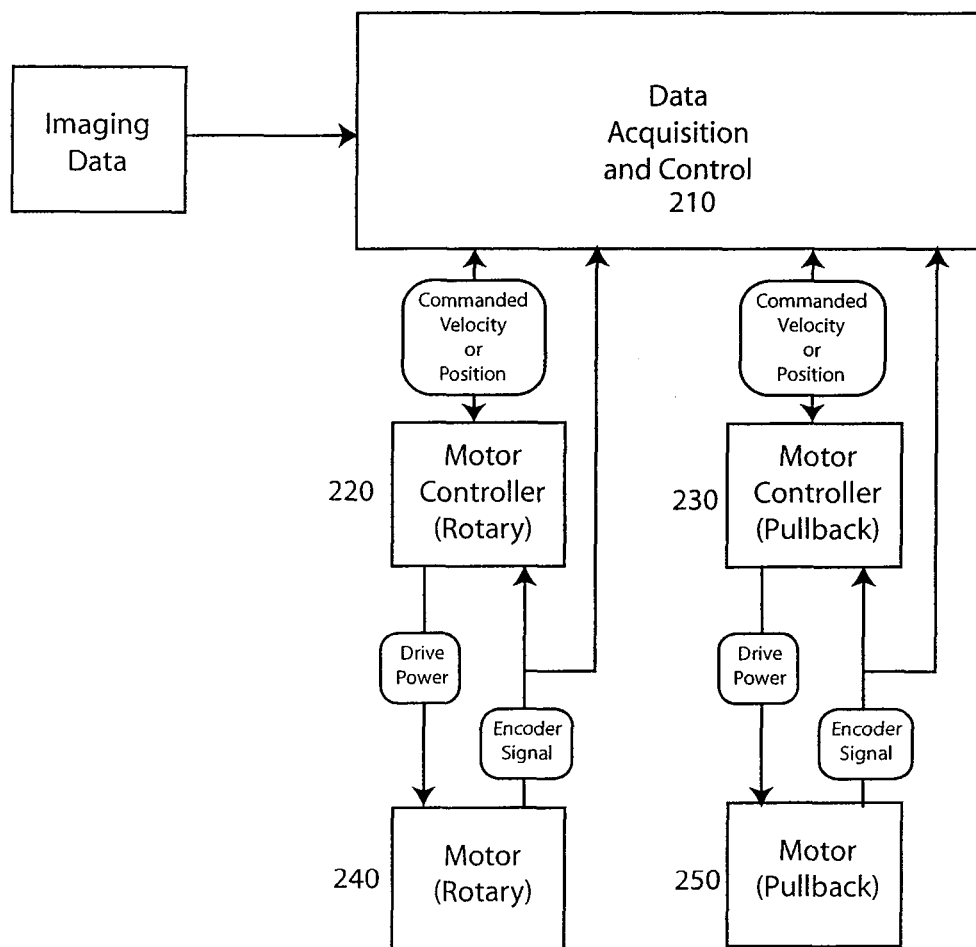 Imaging
Data
Data
Acquisition
and Control
210
Commanded
Velocity
or
Position
Commanded
Velocity
or
Position
220
Motor
Controller
(Rotary)
230
Motor
Controller
(Pullback)
Drive
Power
Encoder
Signal
Drive
Power
Encoder
Signal
240
Motor
(Rotary)
250
Motor
(Pullback)